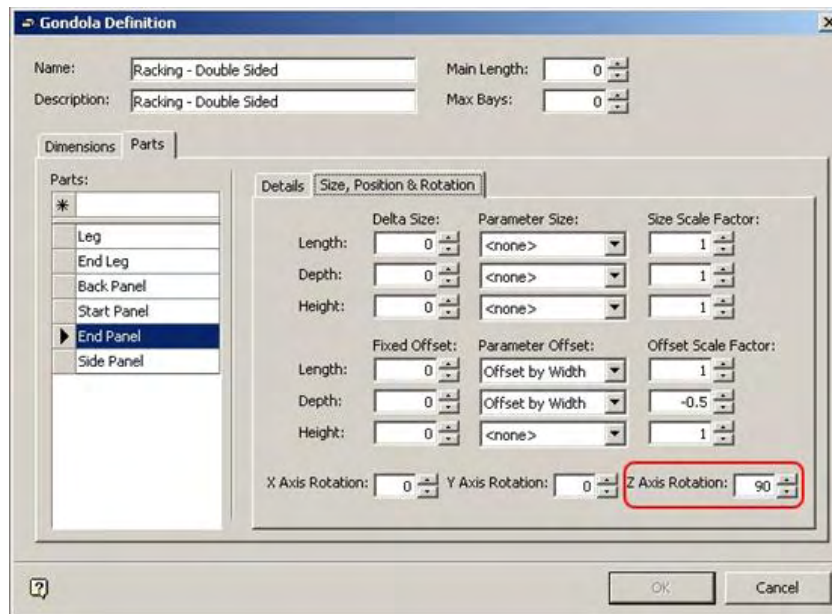 Gondola Definition
Name: Racking - Double Sided Main Length: 0
Description: Racking - Double Sided Max Bays: 0
Dimensions Parts
Parts:
Leg
End Leg
Back Panel
Start Panel
End Panel
Side Panel
Details Size, Position & Rotation
Delta Size: Parameter Size: Size Scale Factor:
Length: 0 <none> 1
Depth: 0 <none> 1
Height: 0 <none> 1
Fixed Offset: Parameter Offset: Offset Scale Factor:
Length: 0 Offset by Width 1
Depth: 0 Offset by Width -0.5
Height: 0 <none> 1
X Axis Rotation: 0 Y Axis Rotation: 0 Z Axis Rotation: 90
OK Cancel